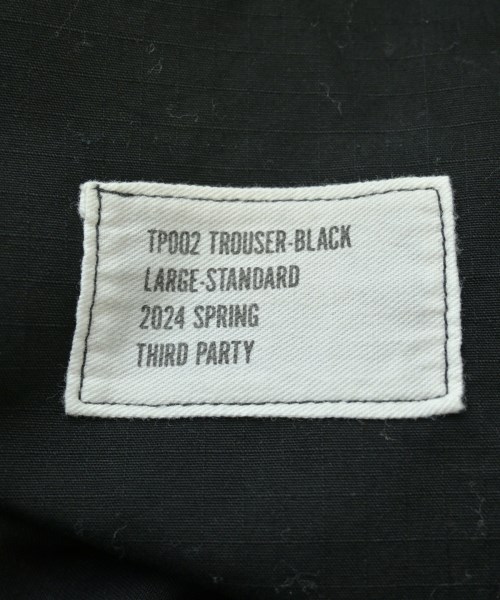 TP002 TROUSER-BLACK
LARGE-STANDARD
2024 SPRING
THIRD PARTY